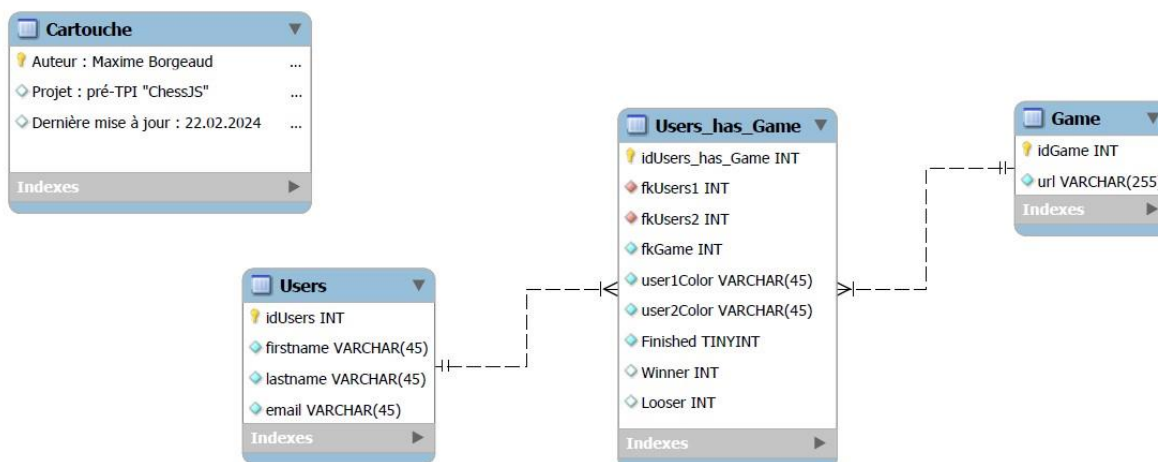 Cartouche
Auteur : Maxime Borgeaud ...
Projet : pré-TPI "ChessJS" ...
Dernière mise à jour : 22.02.2024 ...
Indexes
Users
idUsers INT
firstname VARCHAR(45)
lastname VARCHAR(45)
email VARCHAR(45)
Indexes
Users_has_Game
idUsers_has_Game INT
fkUsers1 INT
fkUsers2 INT
fkGame INT
user1Color VARCHAR(45)
user2Color VARCHAR(45)
Finished TINYINT
Winner INT
Looser INT
Indexes
Game
idGame INT
url VARCHAR(255
Indexes